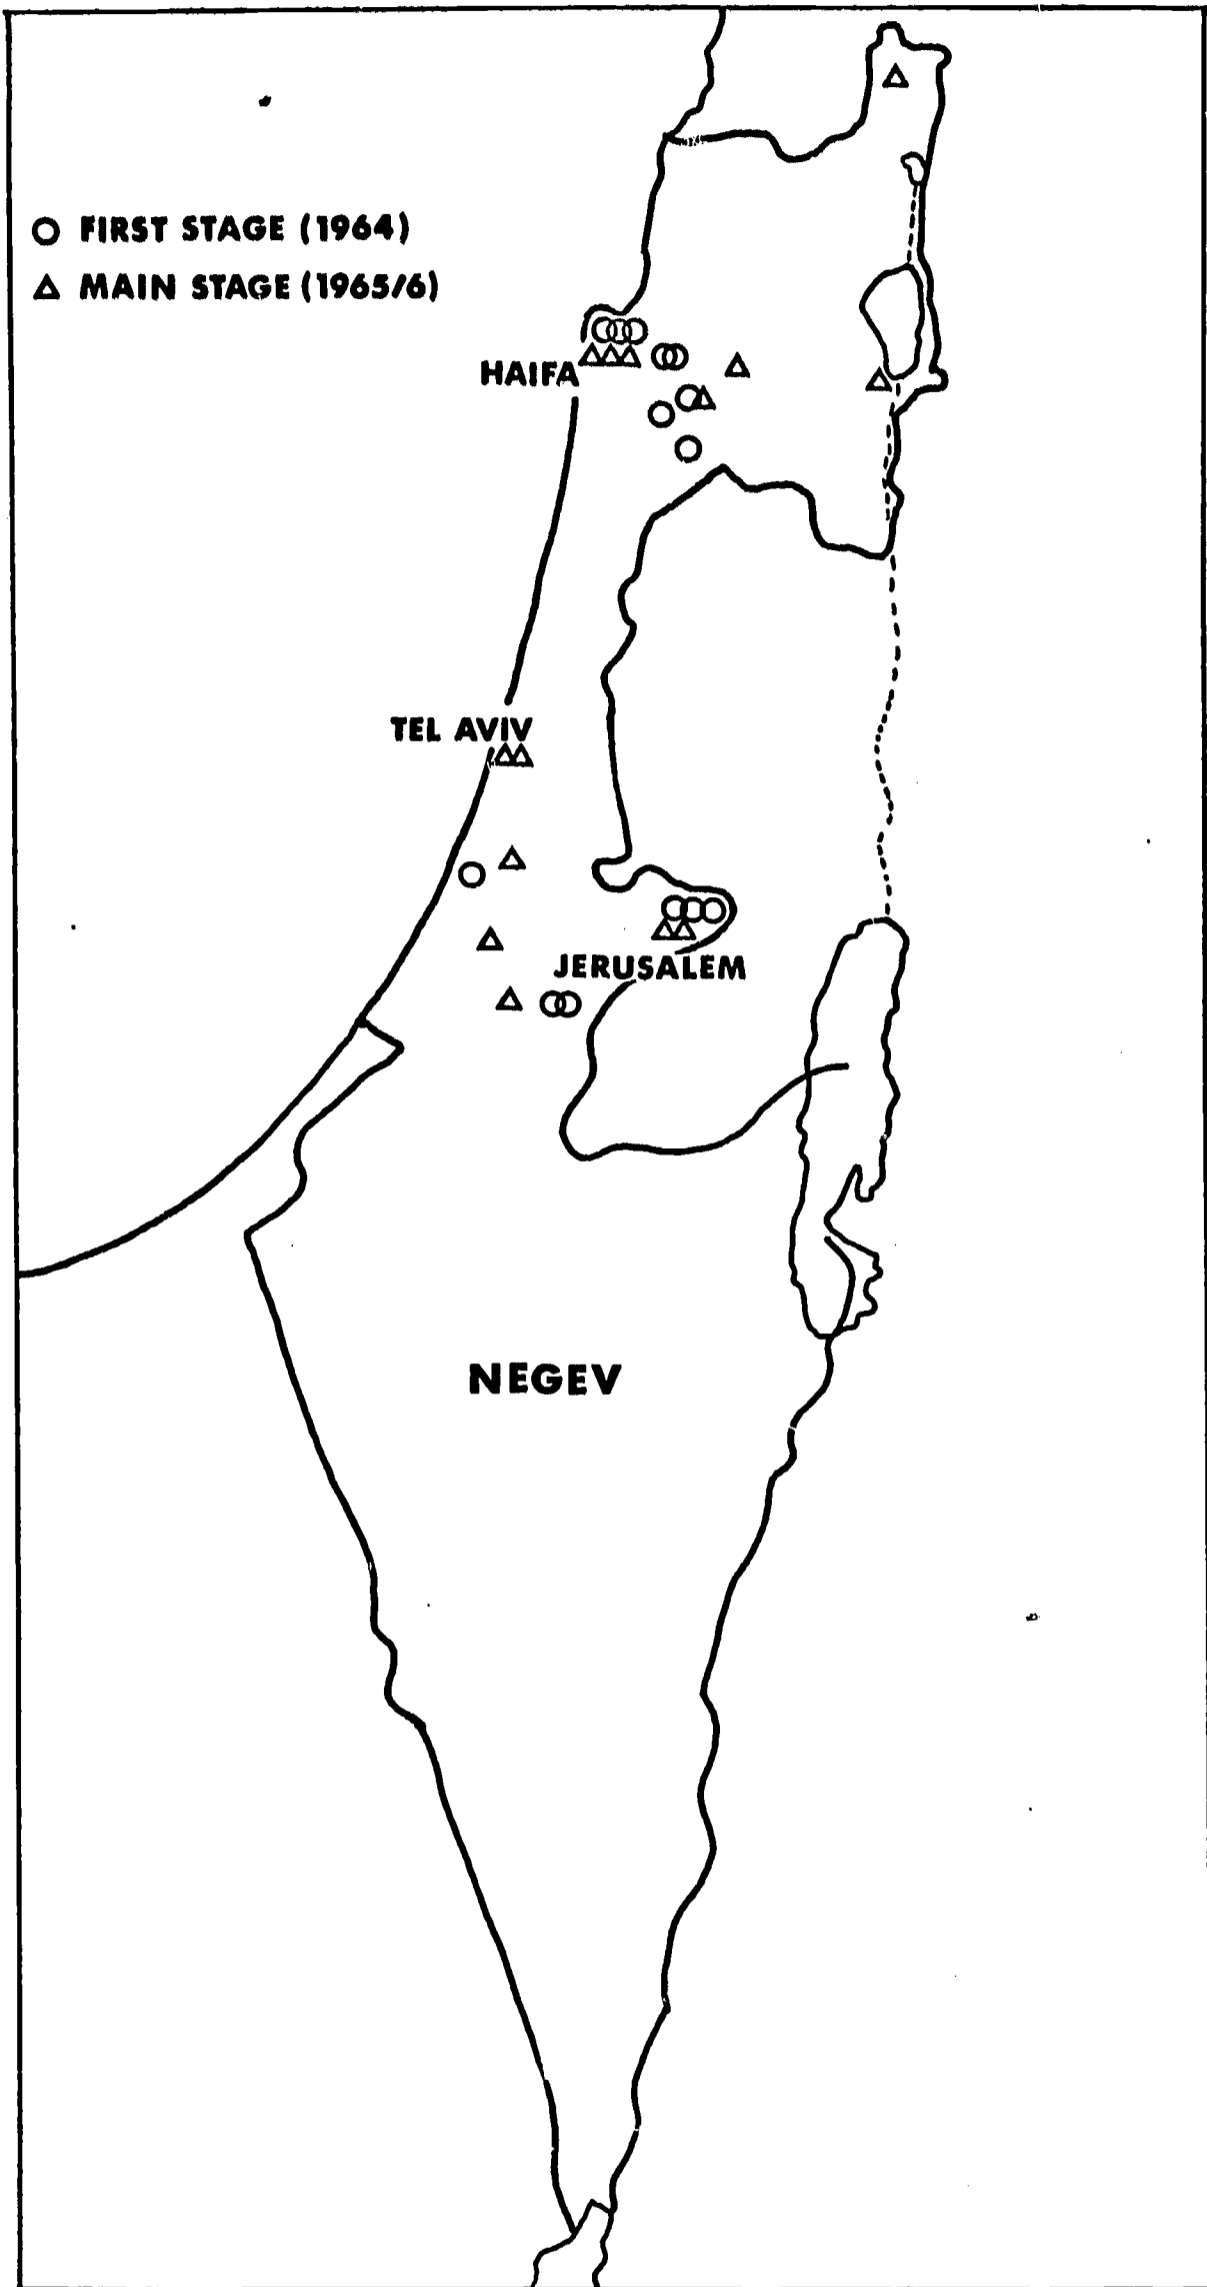 ○ FIRST STAGE (1964)
△ MAIN STAGE (1965/6)
HAIFA
TEL AVIV
JERUSALEM
NEGEV